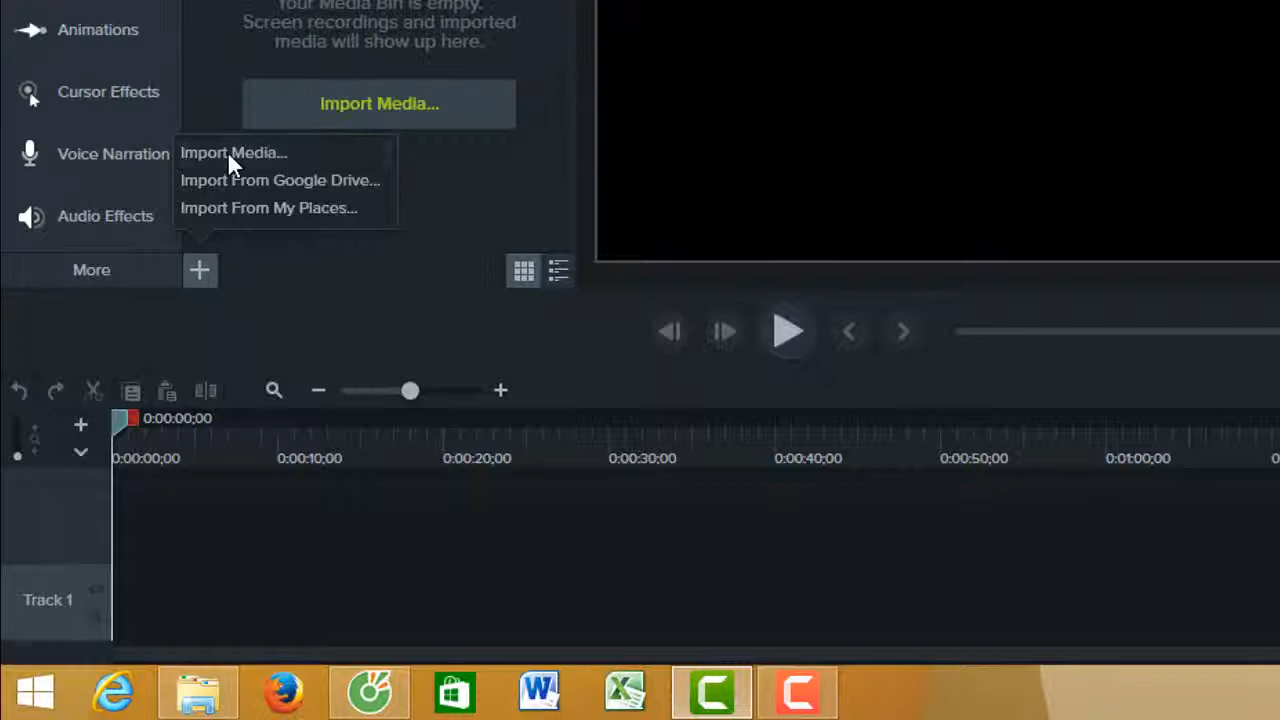 Your Media Bin is empty.
Screen recordings and imported
media will show up here.
Import Media...
Animations
Cursor Effects
Voice Narration
Audio Effects
More
Import Media...
Import From Google Drive...
Import From My Places...
0:00:00;00
0:00:00;00
0:00:10;00
0:00:20;00
0:00:30;00
0:00:40;00
0:00:50;00
0:01:00;00
Track 1